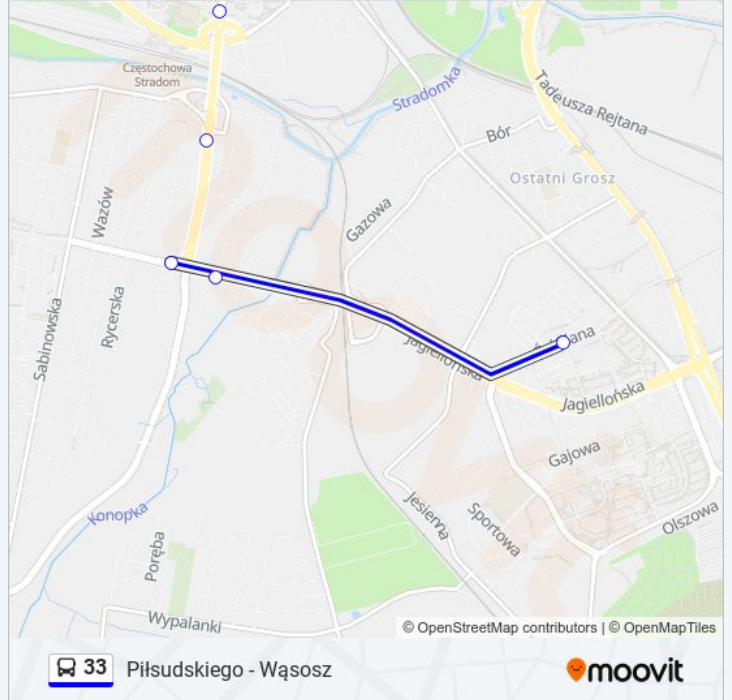 Częstochowa
Stradom
Stradomka
Tadeusza Rejtana
Bór
Ostatni Grosz
Wazów
Gazowa
Rycerska
Sabinowska
Jagiellońska
Jagiellońska
Gajowa
Konopka
Jesienna
Sportowa
Olszowa
Poręba
Wypalanki
© OpenStreetMap contributors | © OpenMapTiles
33 Piłsudskiego - Wąsosz
moovit